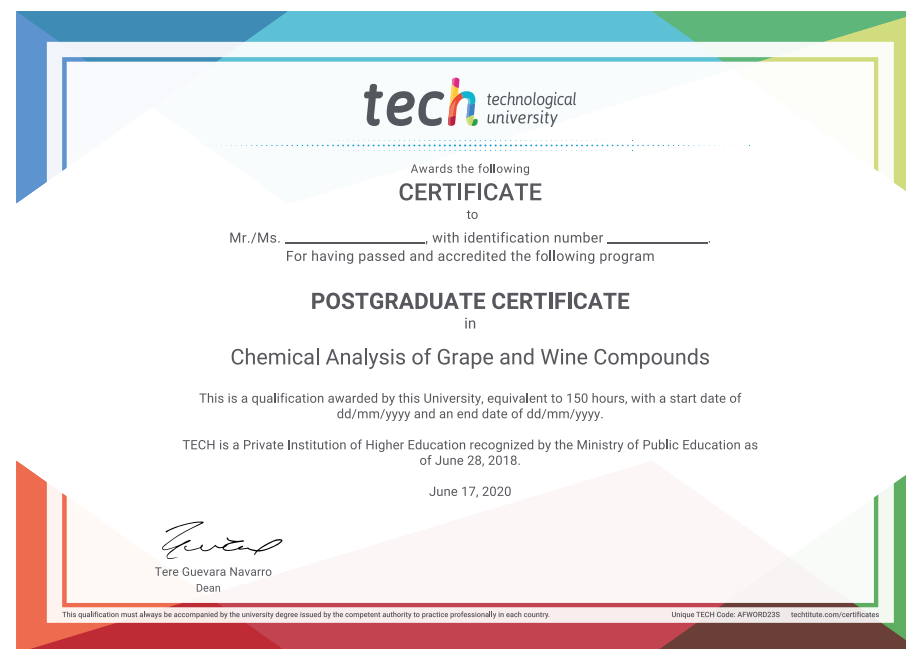 tech technological
university
Awards the following
CERTIFICATE
to
Mr./Ms. ____________________, with identification number ______________.
For having passed and accredited the following program
POSTGRADUATE CERTIFICATE
in
Chemical Analysis of Grape and Wine Compounds
This is a qualification awarded by this University, equivalent to 150 hours, with a start date of
dd/mm/yyyy and an end date of dd/mm/yyyy.
TECH is a Private Institution of Higher Education recognized by the Ministry of Public Education as
of June 28, 2018.
June 17, 2020
Tere Guevara Navarro
Dean
This qualification must always be accompanied by the university degree issued by the competent authority to practice professionally in each country. Unique TECH Code: AFWORD23S techtitute.com/certificates